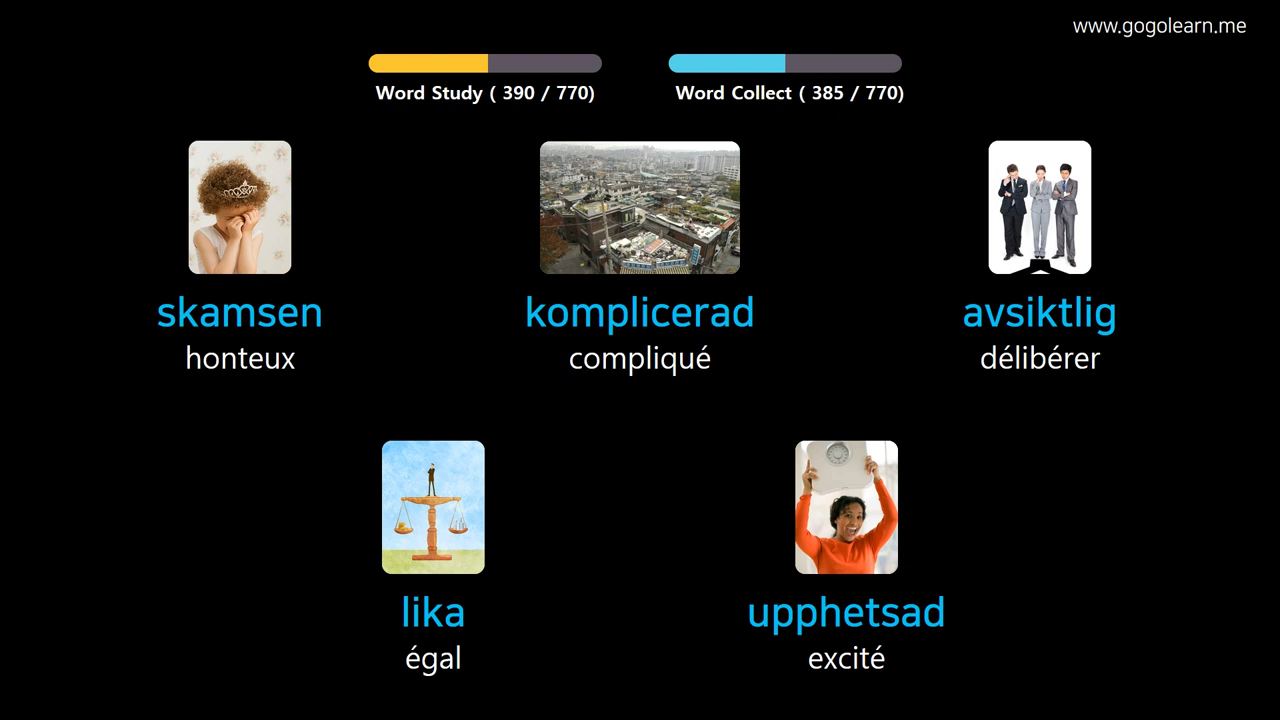 www.gogolearn.me
Word Study ( 390 / 770)
Word Collect ( 385 / 770)
skamsen
honteux
komplicerad
compliqué
avsiktlig
délibérer
lika
égal
upphetsad
excité